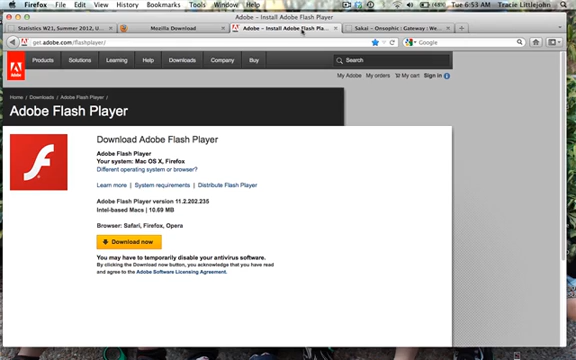 Firefox File Edit View History Bookmarks Tools Window Help
Tue 6:53 AM Tracie Littlejohn
Adobe - Install Adobe Flash Player
Statistics W21, Summer 2012, U...
Mozilla Download
Adobe - Install Adobe Flash Pla...
Sakai - Onsophic : Gateway : We...
get.adobe.com/flashplayer/
Google
Products Solutions Learning Help Downloads Company Buy
Search
Adobe
My Adobe My orders My cart Sign in
Home / Downloads / Adobe Flash Player /
Adobe Flash Player
Download Adobe Flash Player
Adobe Flash Player
Your system: Mac OS X, Firefox
Different operating system or browser?
Learn more | System requirements | Distribute Flash Player
Adobe Flash Player version 11.2.202.235
Intel-based Macs | 10.69 MB
Browser: Safari, Firefox, Opera
Download now
You may have to temporarily disable your antivirus software.
By clicking the Download now button, you acknowledge that you have read
and agree to the Adobe Software Licensing Agreement.